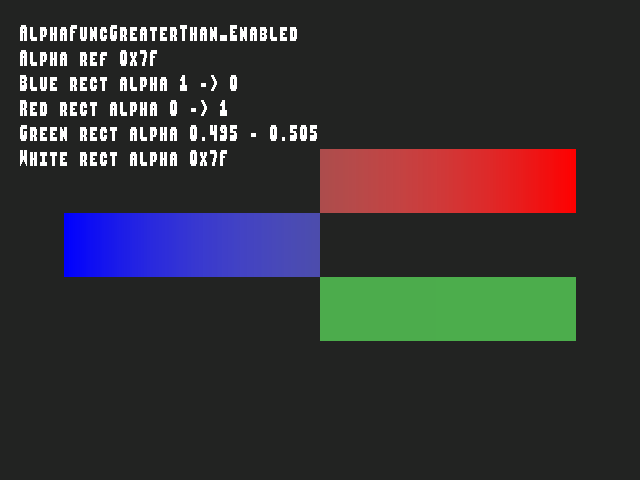 AlphaFuncGreaterThan_Enabled
Alpha ref 0x7f
Blue rect alpha 1 -> 0
Red rect alpha 0 -> 1
Green rect alpha 0.495 - 0.505
White rect alpha 0x7f